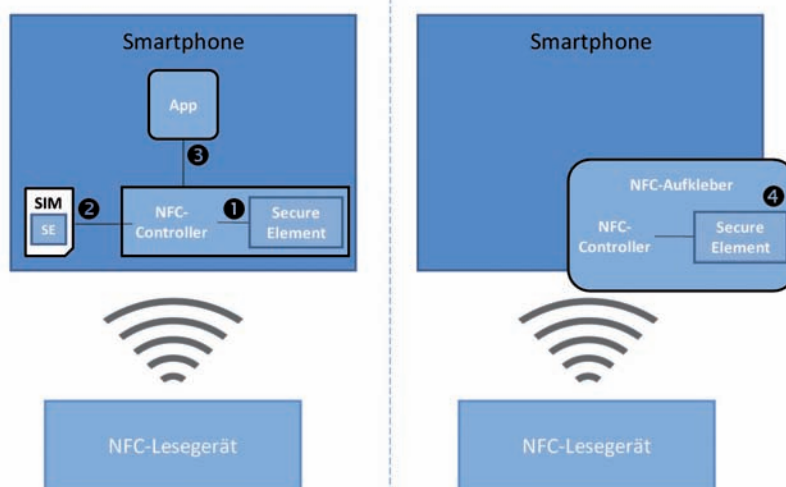 Smartphone
App
❸
SIM
SE
❷
NFC-
Controller
❶
Secure
Element
NFC-Lesegerät
Smartphone
NFC-Aufkleber
❹
NFC-
Controller
Secure
Element
NFC-Lesegerät